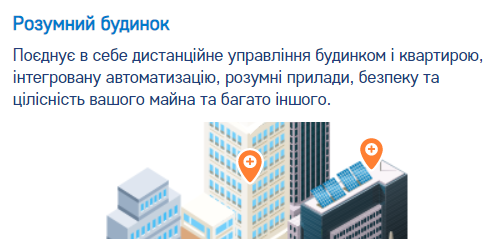 Розумний будинок
Поєднує в себе дистанційне управління будинком і квартирою,
інтегровану автоматизацію, розумні прилади, безпеку та
цілісність вашого майна та багато іншого.